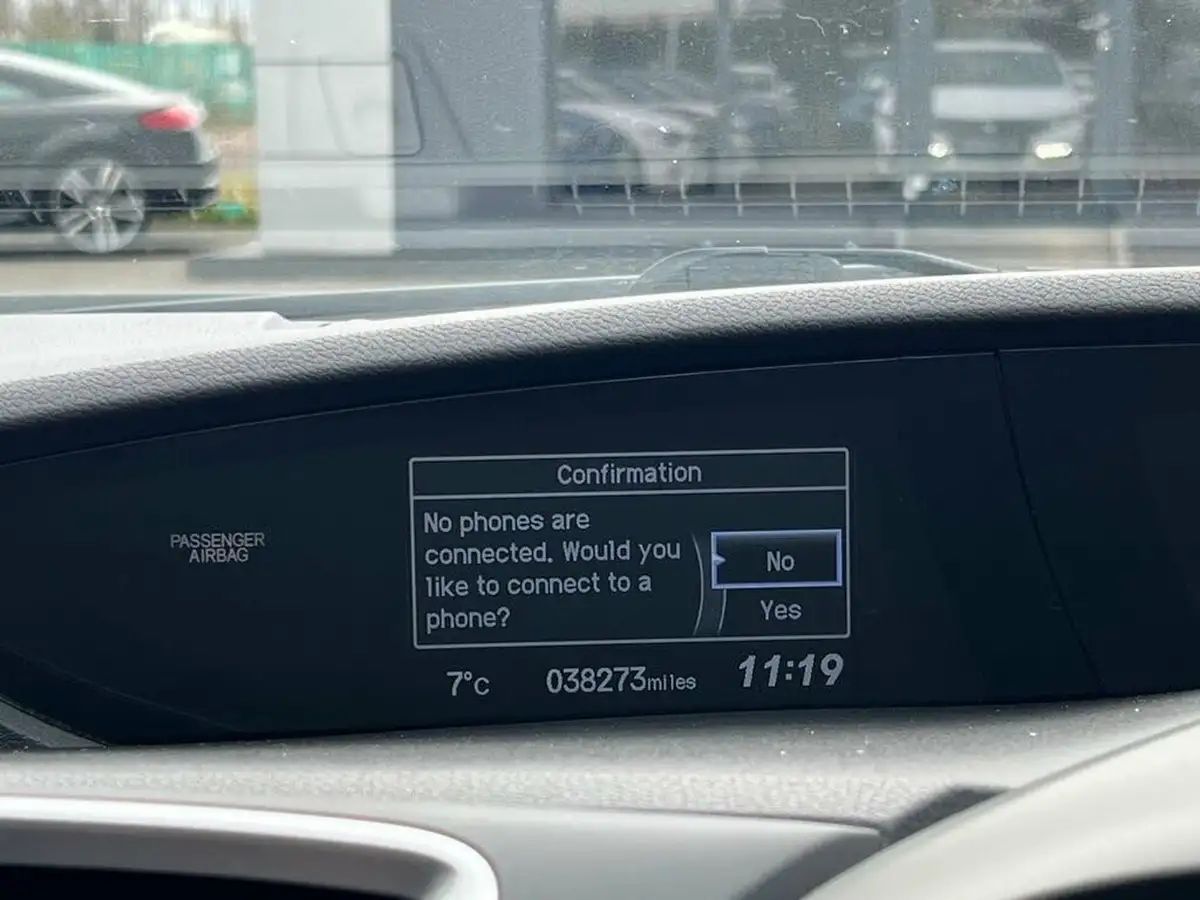 Confirmation
No phones are
connected. Would you
like to connect to a
phone?
No
Yes
PASSENGER
AIRBAG
7°C 038273miles 11:19